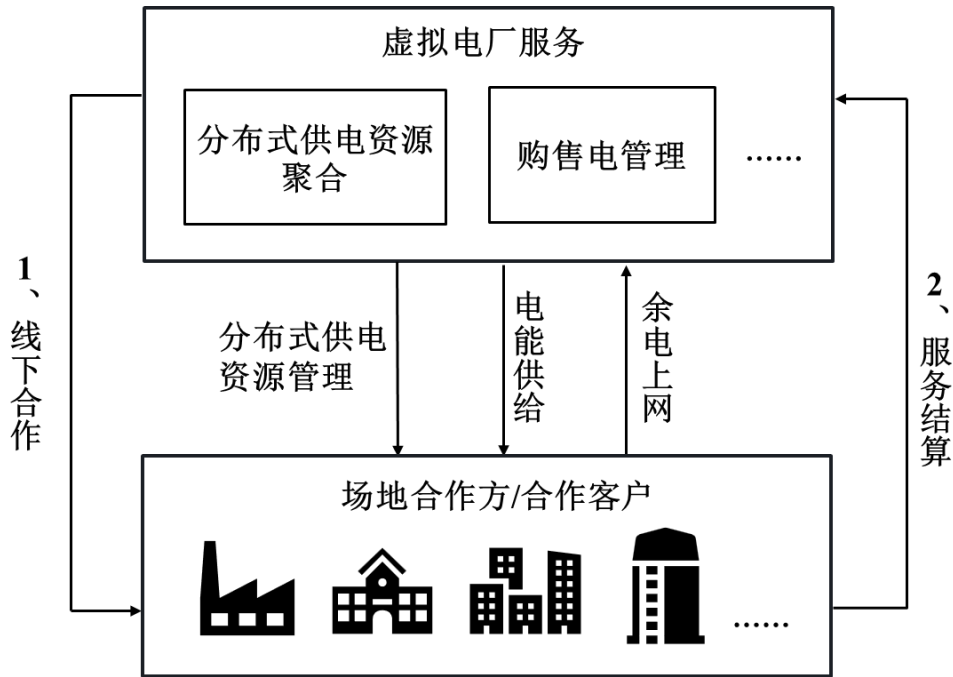 虚拟电厂服务
分布式供电资源
聚合
购售电管理
......
1、线下合作
分布式供电
资源管理
电能供给
余电上网
2、服务结算
场地合作方/合作客户
......